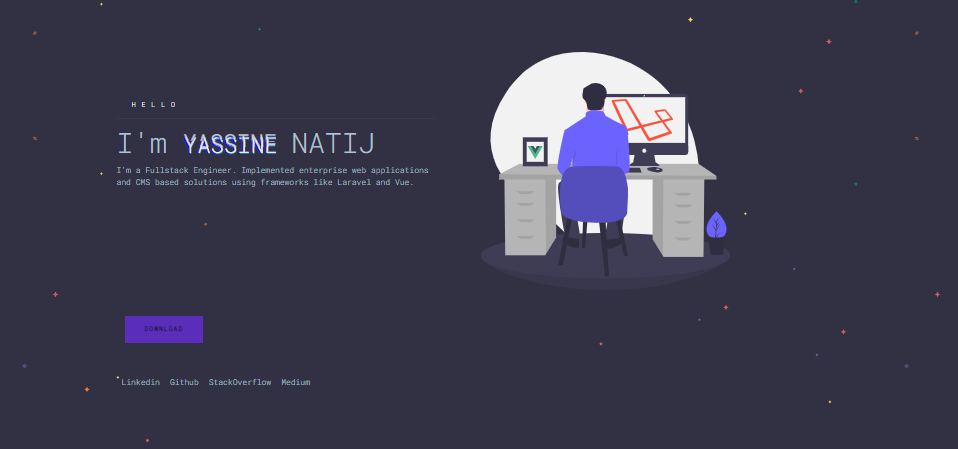 HELLO
I'm YASSINE NATIJ
I'm a Fullstack Engineer. Implemented enterprise web applications
and CMS based solutions using frameworks like Laravel and Vue.
DOWNLOAD
Linkedin Github StackOverflow Medium